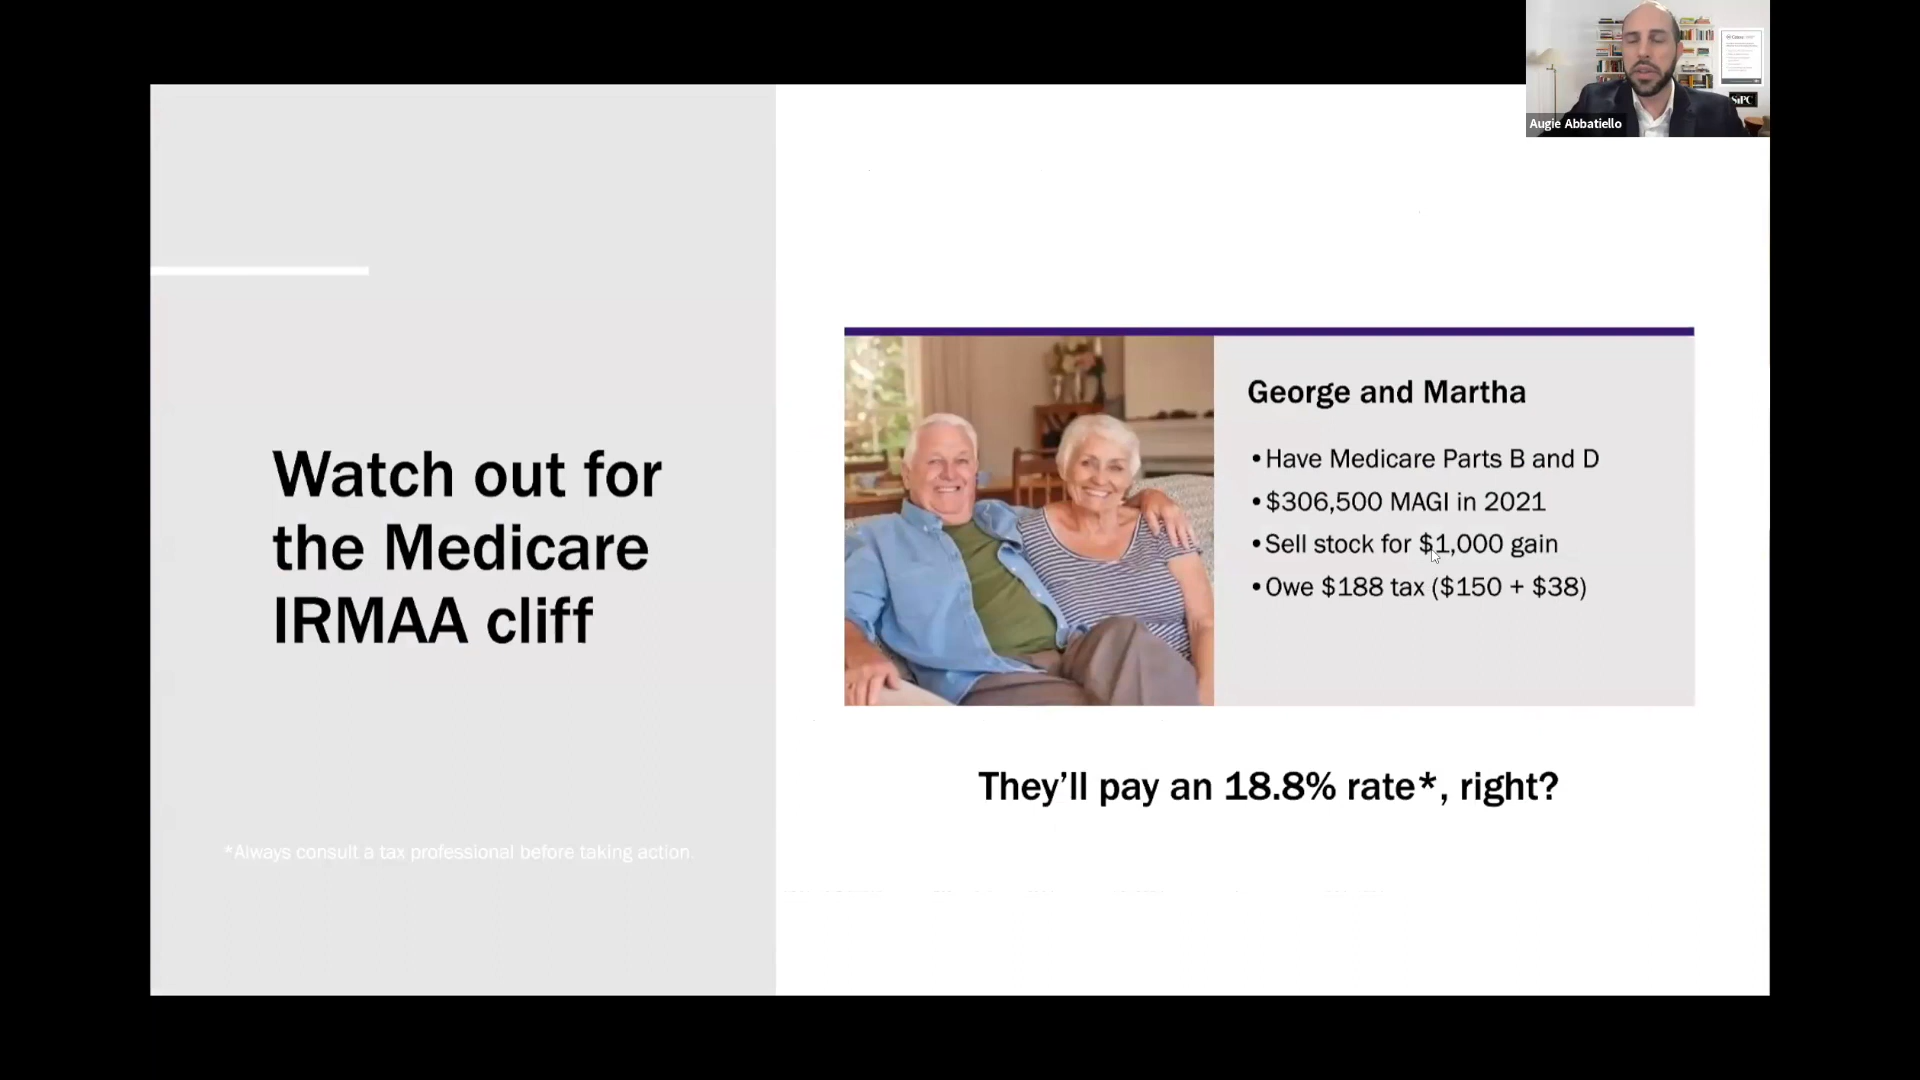 SIPC
Augie Abbatiello
Watch out for
the Medicare
IRMAA cliff
*Always consult a tax professional before taking action.
George and Martha
•Have Medicare Parts B and D
•$306,500 MAGI in 2021
•Sell stock for $1,000 gain
•Owe $188 tax ($150 + $38)
They’ll pay an 18.8% rate*, right?